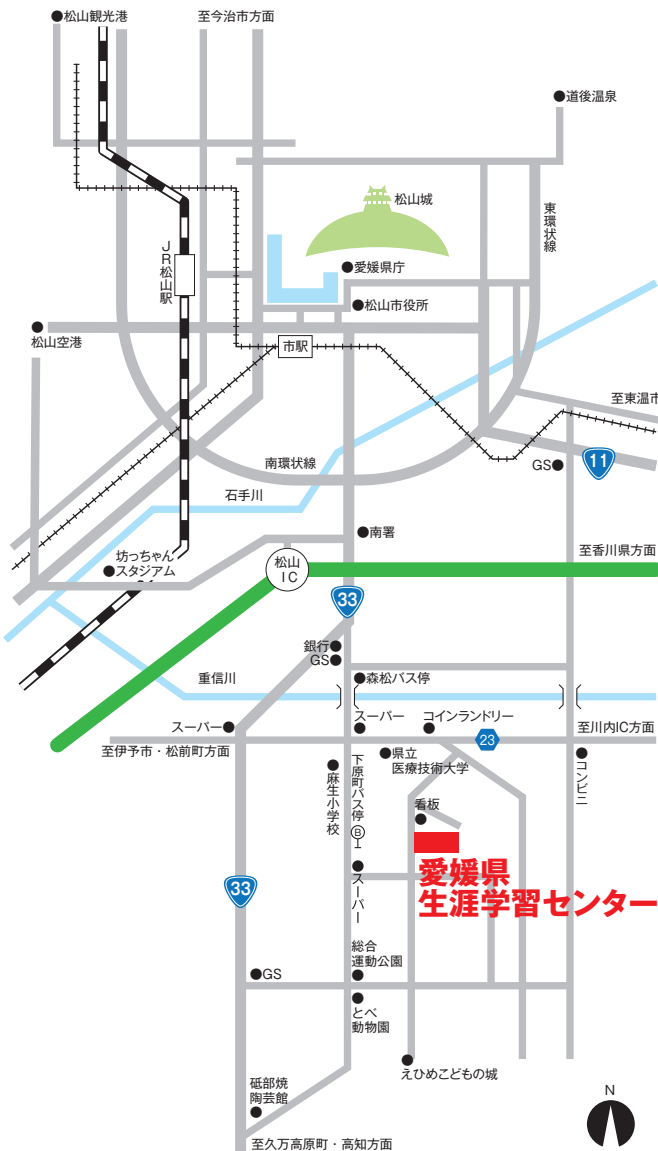 松山観光港
至今治市方面
道後温泉
松山城
東環状線
JR松山駅
愛媛県庁
松山市役所
松山空港
市駅
至東温市
南環状線
GS
11
石手川
南署
坊っちゃん
スタジアム
松山
IC
至香川県方面
33
銀行
GS
重信川
森松バス停
スーパー
スーパー
コインランドリー
至川内IC方面
23
至伊予市・松前町方面
県立
医療技術大学
コンビニ
麻生小学校
下原町バス停
B
看板
愛媛県
生涯学習センター
スーパー
33
総合
運動公園
GS
とべ
動物園
えひめこどもの城
砥部焼
陶芸館
至久万高原町・高知方面
N